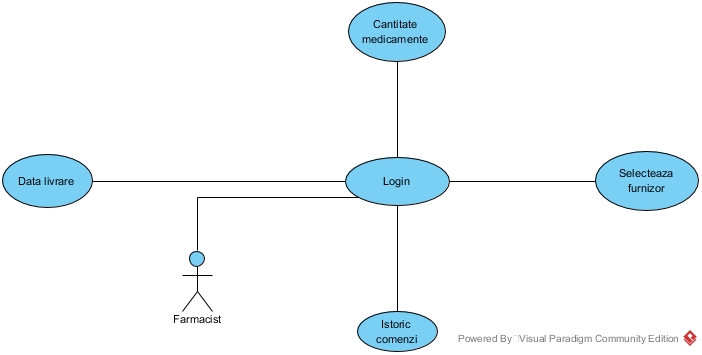 Cantitate
medicamente
Data livrare
Login
Selecteaza
furnizor
Farmacist
Istoric
comenzi
Powered By Visual Paradigm Community Edition